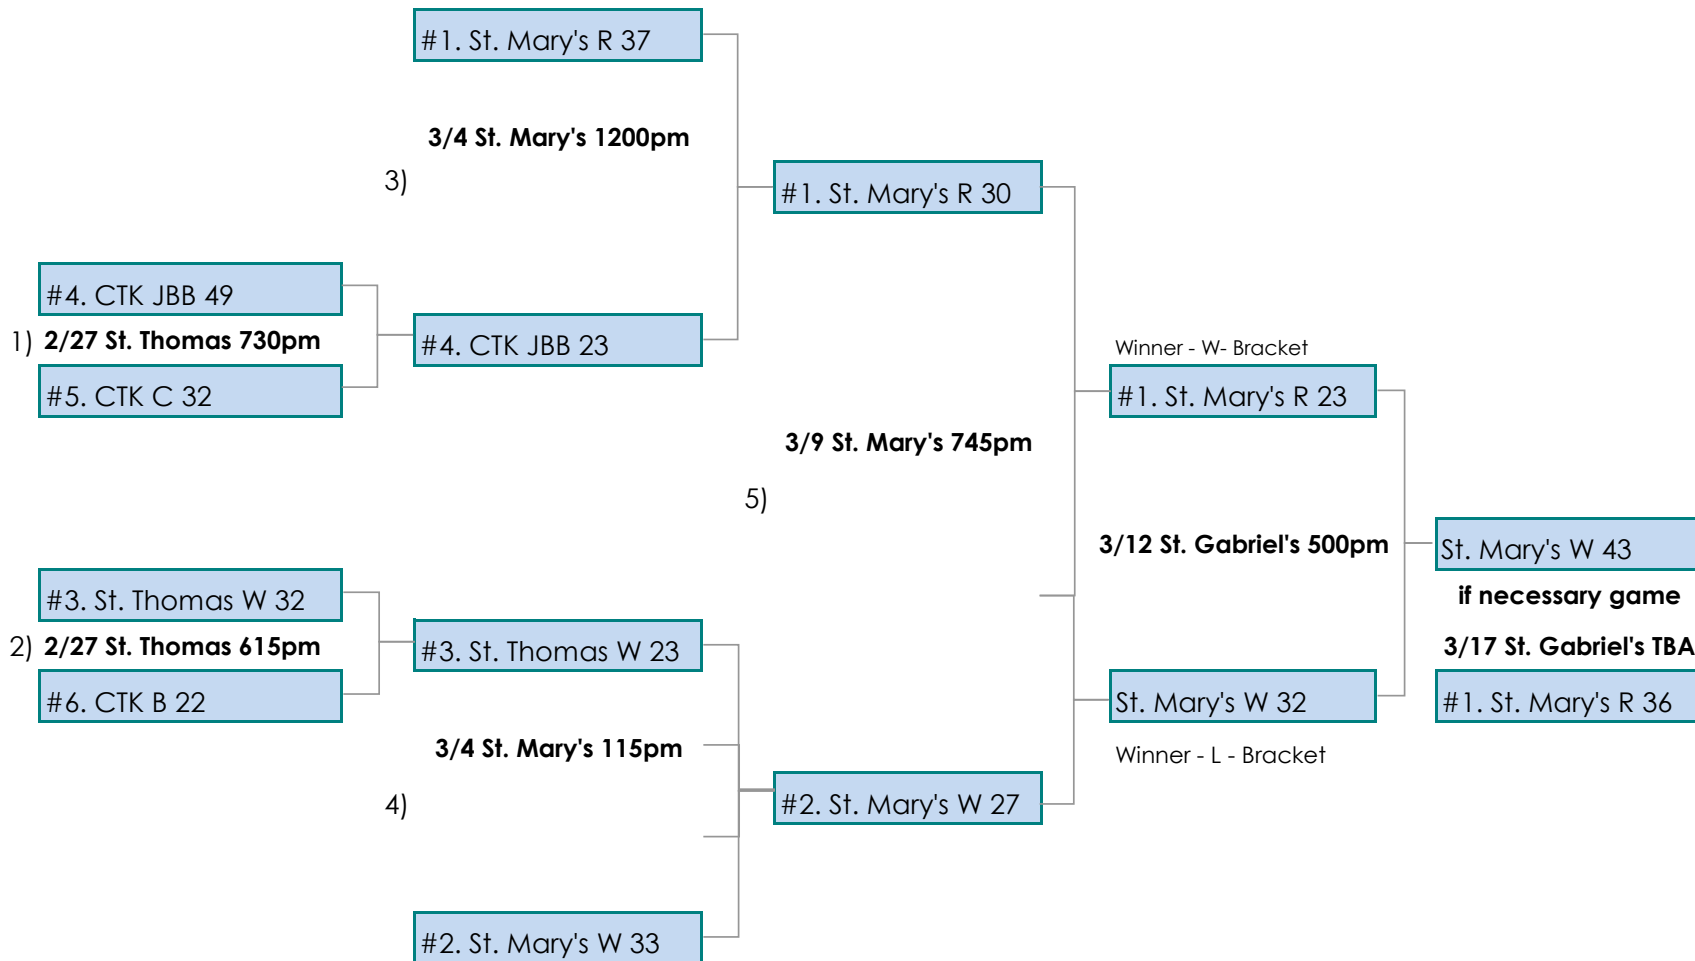 #1. St. Mary's R 37
3/4 St. Mary's 1200pm
3)
#1. St. Mary's R 30
#4. CTK JBB 49
1) 2/27 St. Thomas 730pm
#4. CTK JBB 23
#5. CTK C 32
Winner - W- Bracket
#1. St. Mary's R 23
3/9 St. Mary's 745pm
5)
3/12 St. Gabriel's 500pm
St. Mary's W 43
if necessary game
3/17 St. Gabriel's TBA
#1. St. Mary's R 36
#3. St. Thomas W 32
2) 2/27 St. Thomas 615pm
#3. St. Thomas W 23
#6. CTK B 22
St. Mary's W 32
Winner - L - Bracket
3/4 St. Mary's 115pm
4)
#2. St. Mary's W 27
#2. St. Mary's W 33